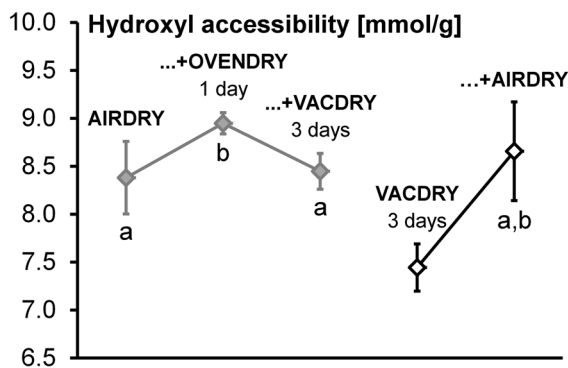 Hydroxyl accessibility [mmol/g]
10.0
9.5
9.0
8.5
8.0
7.5
7.0
6.5
AIRDRY
a
...+OVENDRY
1 day
b
...+VACDRY
3 days
a
VACDRY
3 days
...+AIRDRY
a,b